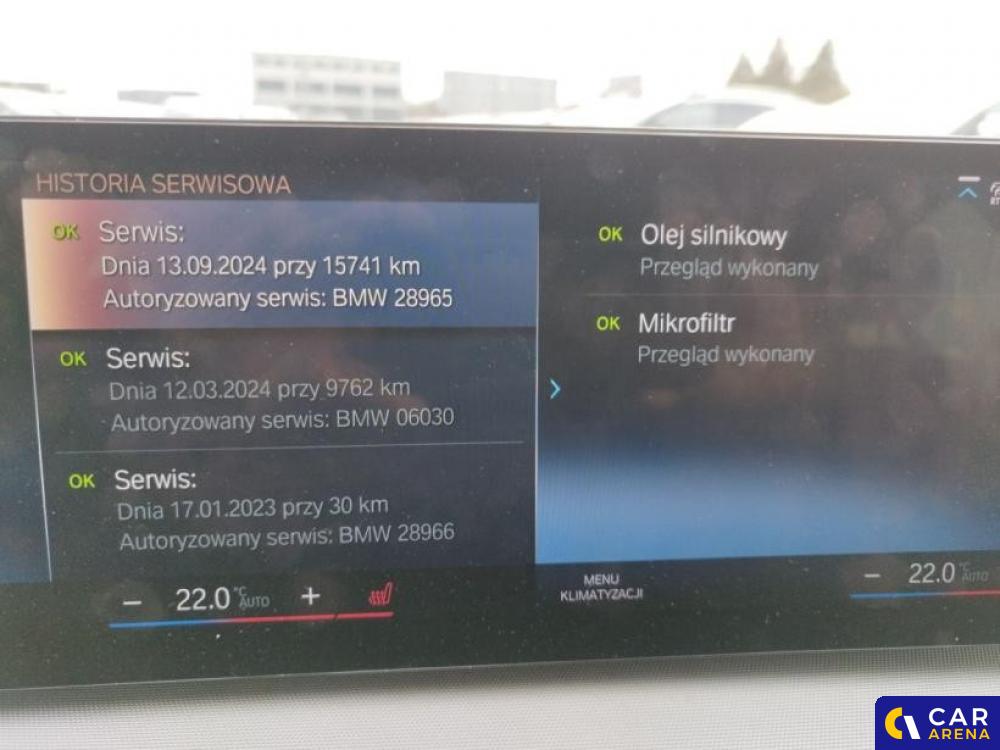 HISTORIA SERWISOWA
OK Serwis:
Dnia 13.09.2024 przy 15741 km
Autoryzowany serwis: BMW 28965
OK Serwis:
Dnia 12.03.2024 przy 9762 km
Autoryzowany serwis: BMW 06030
OK Serwis:
Dnia 17.01.2023 przy 30 km
Autoryzowany serwis: BMW 28966
OK Olej silnikowy
Przegląd wykonany
OK Mikrofiltr
Przegląd wykonany
− 22.0 °C AUTO +
MENU
KLIMATYZACJI
− 22.0 °C AUTO
CAR
ARENA